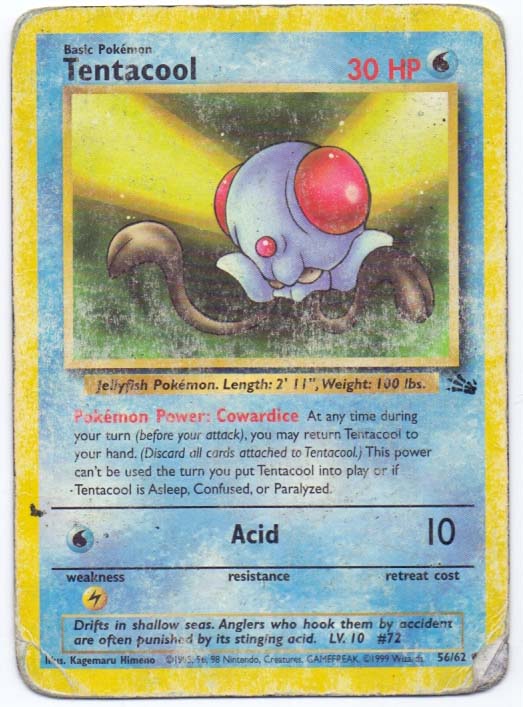 Basic Pokémon
Tentacool
30 HP
Jellyfish Pokémon. Length: 2' 11", Weight: 100 lbs.
Pokémon Power: Cowardice At any time during
your turn (before your attack), you may return Tentacool to
your hand. (Discard all cards attached to Tentacool.) This power
can't be used the turn you put Tentacool into play or if
Tentacool is Asleep, Confused, or Paralyzed.
Acid 10
weakness resistance retreat cost
Drifts in shallow seas. Anglers who hook them by accident
are often punished by its stinging acid. LV. 10 #72
Illus. Kagemaru Himeno ©1995, 96, 98 Nintendo, Creatures, GAMEFREAK. ©1999 Wizards. 56/62